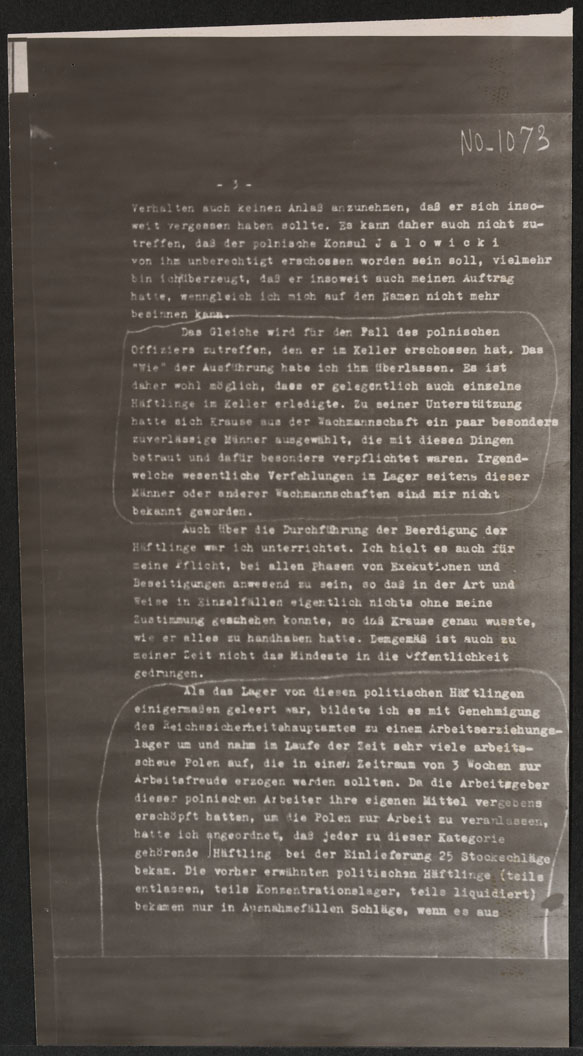 NO-1073
- 3 -
Verhalten auch keinen Anlaß anzunehmen, daß er sich inso-
weit vergessen haben sollte. Es kann daher auch nicht zu-
treffen, daß der polnische Konsul J a l o w i c k i
von ihm unberechtigt erschossen worden sein soll, vielmehr
bin ich überzeugt, daß er insoweit auch meinen Auftrag
hatte, wenngleich ich mich auf den Namen nicht mehr
besinnen kann.
Das Gleiche wird für den Fall des polnischen
Offiziers zutreffen, den er im Keller erschossen hat. Das
"Wie" der Ausführung habe ich ihm überlassen. Es ist
daher wohl möglich, dass er gelegentlich auch einzelne
Häftlinge im Keller erledigte. Zu seiner Unterstützung
hatte sich Krause aus der Wachmannschaft ein paar besonders
zuverlässige Männer ausgewählt, die mit diesen Dingen
betraut und dafür besonders verpflichtet waren. Irgend-
welche wesentliche Verfehlungen im Lager seitens dieser
Männer oder anderer Wachmannschaften sind mir nicht
bekannt geworden.
Auch über die Durchführung der Beerdigung der
Häftlinge war ich unterrichtet. Ich hielt es auch für
meine Pflicht, bei allen Phasen von Exekutionen und
Beseitigungen anwesend zu sein, so daß in der Art und
Weise in Einzelfällen eigentlich nichts ohne meine
Zustimmung geschehen konnte, so daß Krause genau wusste,
wie er alles zu handhaben hatte. Demgemäß ist auch zu
meiner Zeit nicht das Mindeste in die Öffentlichkeit
gedrungen.
Als das Lager von diesen politischen Häftlingen
einigermaßen geleert war, bildete ich es mit Genehmigung
des Reichssicherheitshauptamtes zu einem Arbeitserziehungs-
lager um und nahm im Laufe der Zeit sehr viele arbeits-
scheue Polen auf, die in einem Zeitraum von 3 Wochen zur
Arbeitsfreude erzogen werden sollten. Da die Arbeitsgeber
dieser polnischen Arbeiter ihre eigenen Mittel vergebens
erschöpft hatten, um die Polen zur Arbeit zu veranlassen,
hatte ich angeordnet, daß jeder zu dieser Kategorie
gehörende Häftling bei der Einlieferung 25 Stockschläge
bekam. Die vorher erwähnten politischen Häftlinge (teils
entlassen, teils Konzentrationslager, teils liquidiert)
bekamen nur in Ausnahmefällen Schläge, wenn es aus